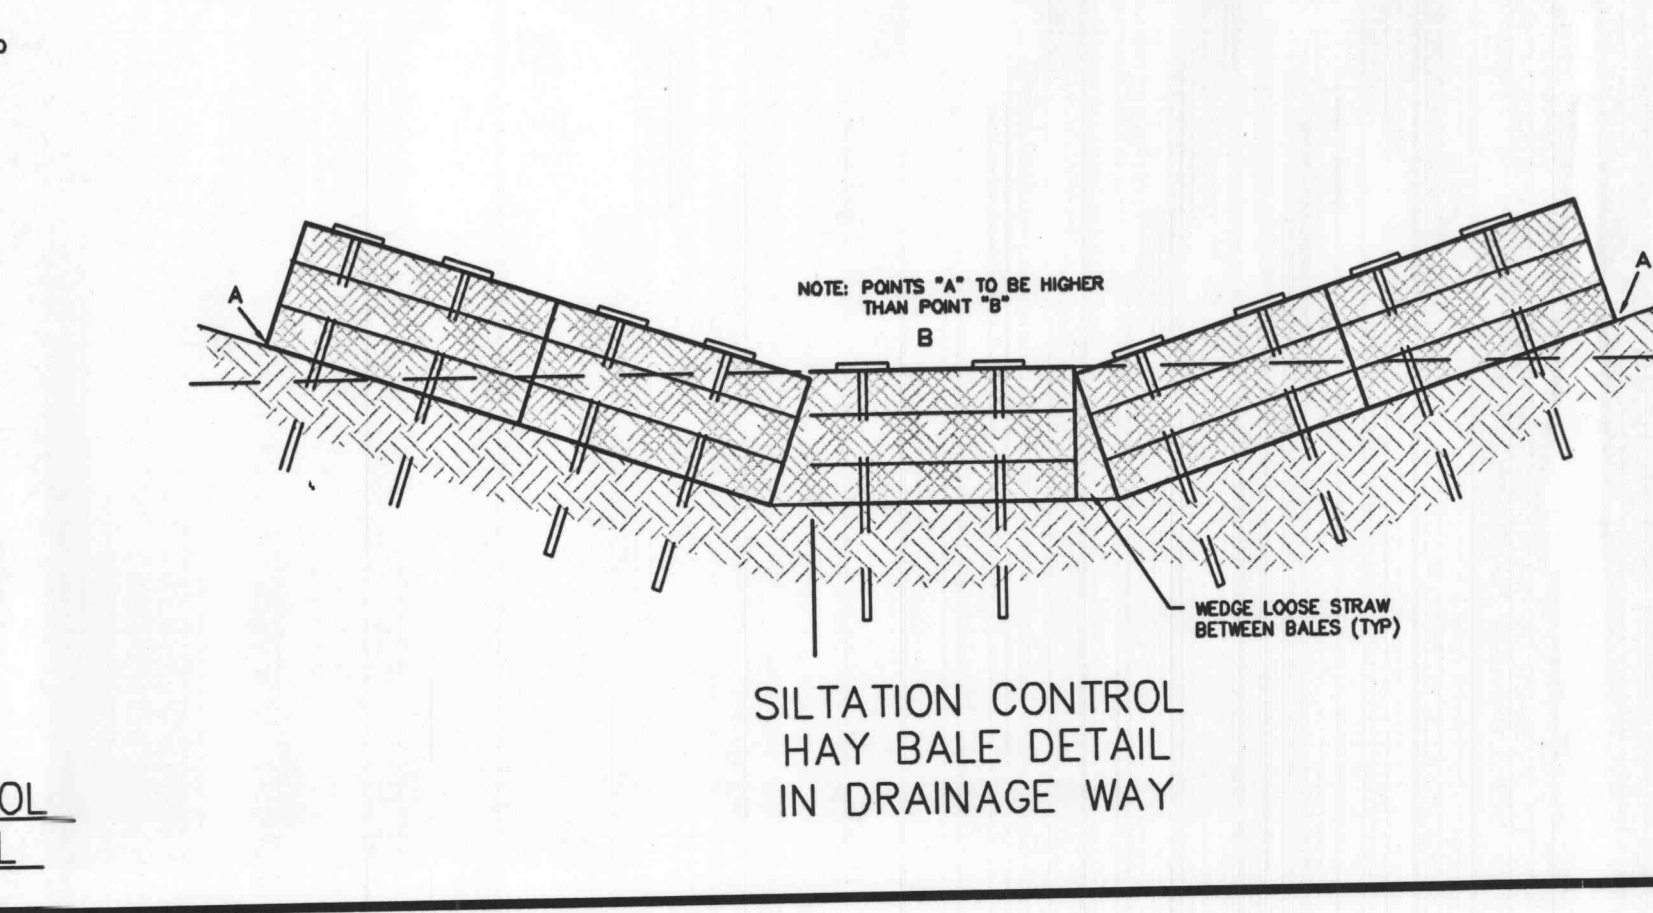 A
NOTE: POINTS "A" TO BE HIGHER
THAN POINT "B"
B
A
WEDGE LOOSE STRAW
BETWEEN BALES (TYP)
SILTATION CONTROL
HAY BALE DETAIL
IN DRAINAGE WAY
OL
L